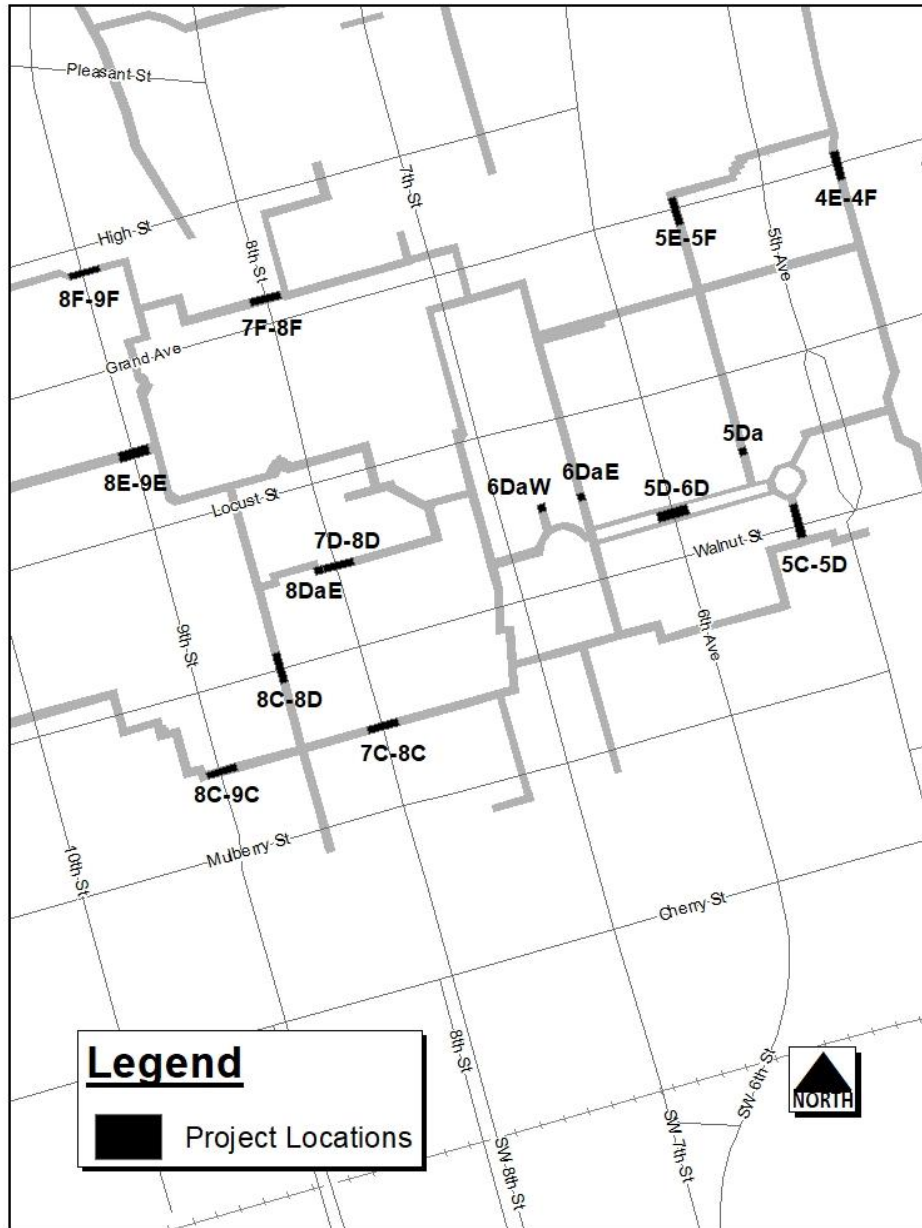 Pleasant St
7th St
4E-4F
High St
8th St
5E-5F
5th Ave
8F-9F
7F-8F
Grand Ave
5Da
8E-9E
6DaW
6DaE
5D-6D
Locust St
7D-8D
Walnut St
8DaE
5C-5D
9th St
6th Ave
8C-8D
7C-8C
8C-9C
Mulberry St
10th St
Cherry St
8th St
Legend
Project Locations
NORTH
SW 6th St
SW 7th St
SW 8th St